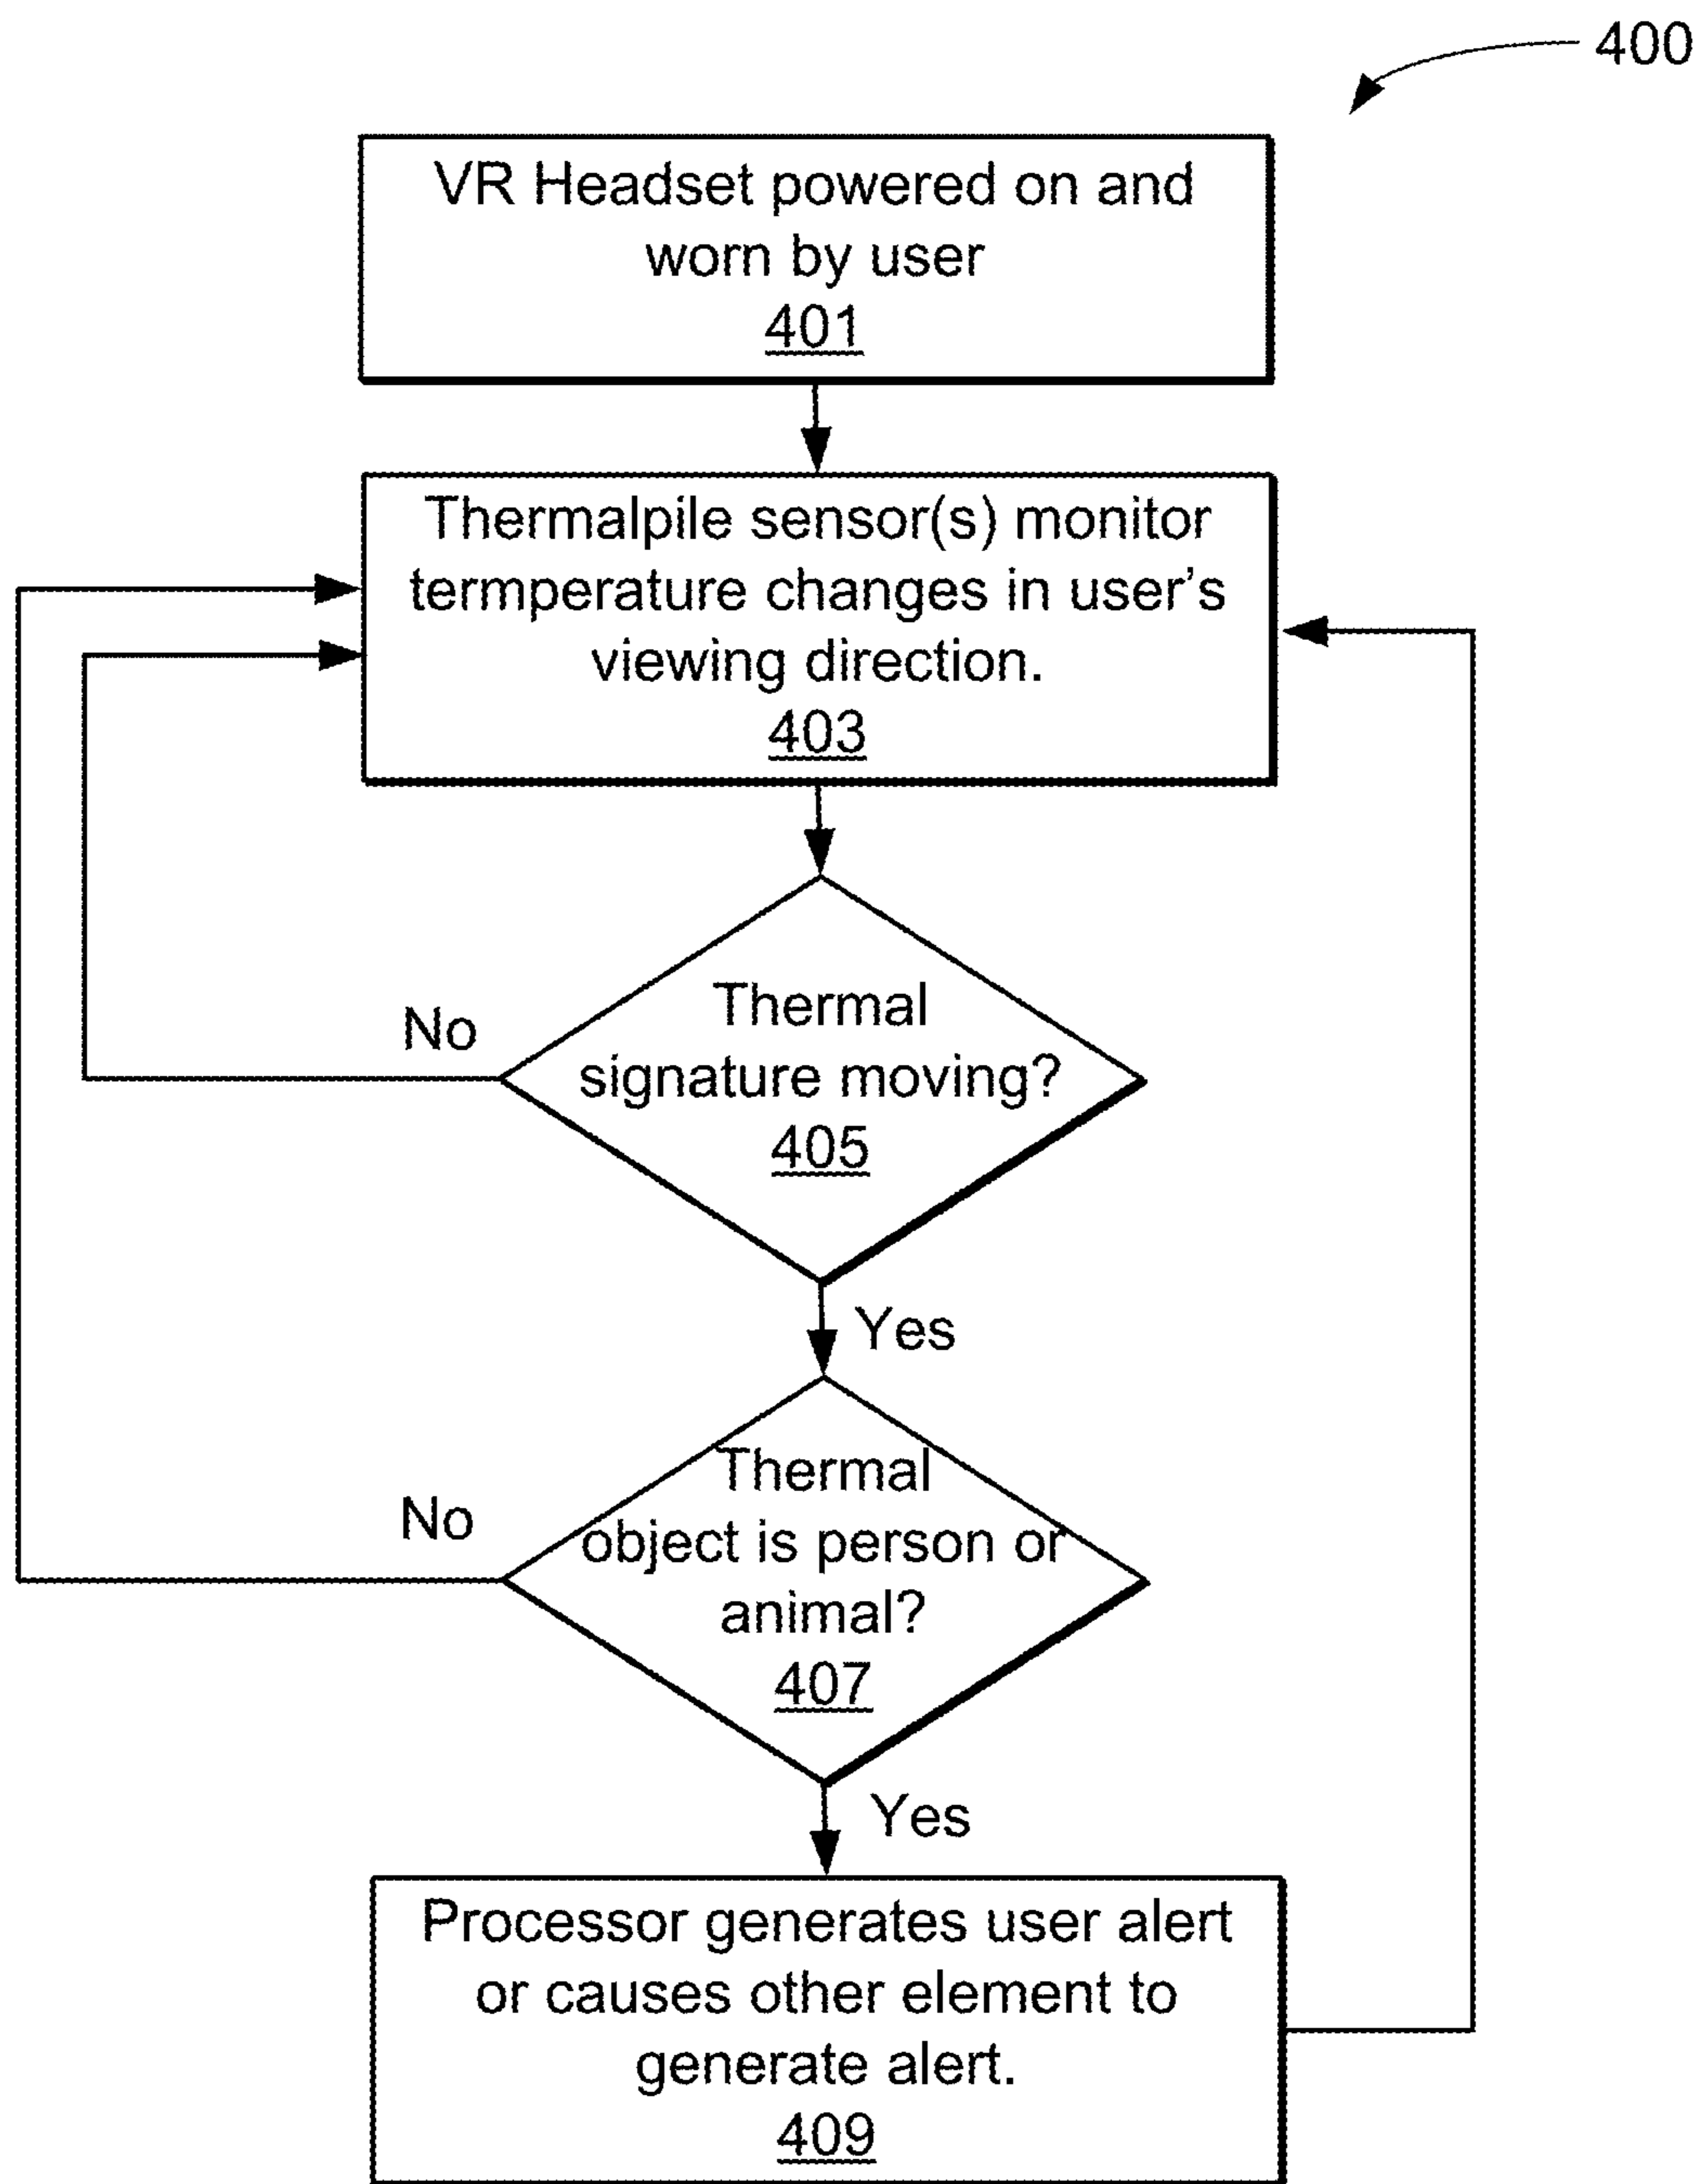 400
VR Headset powered on and
worn by user
401
Thermalpile sensor(s) monitor
termperature changes in user's
viewing direction.
403
No
Thermal
signature moving?
405
Yes
No
Thermal
object is person or
animal?
407
Yes
Processor generates user alert
or causes other element to
generate alert.
409